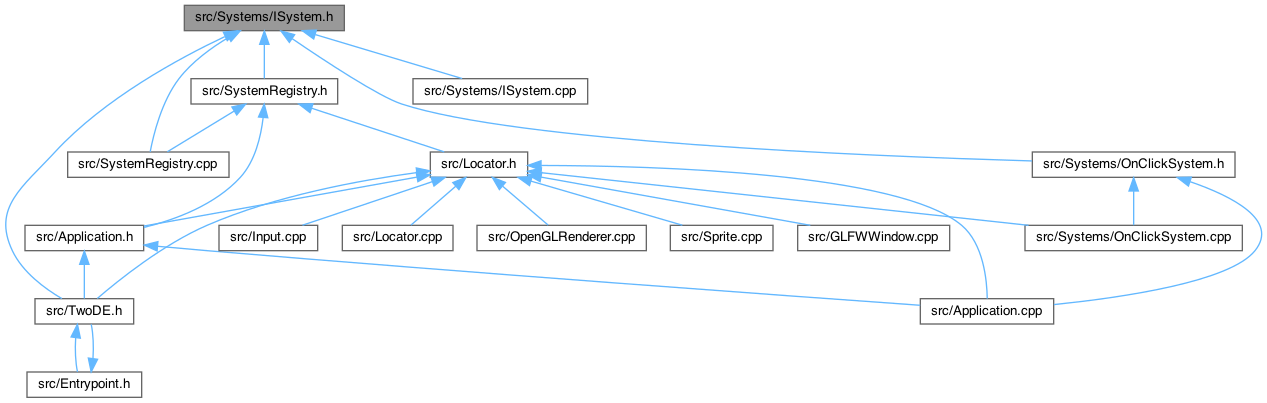 src/Systems/ISystem.h
src/SystemRegistry.h
src/Systems/ISystem.cpp
src/SystemRegistry.cpp
src/Locator.h
src/Systems/OnClickSystem.h
src/Application.h
src/Input.cpp
src/Locator.cpp
src/OpenGLRenderer.cpp
src/Sprite.cpp
src/GLFWWindow.cpp
src/Systems/OnClickSystem.cpp
src/TwoDE.h
src/Application.cpp
src/Entrypoint.h